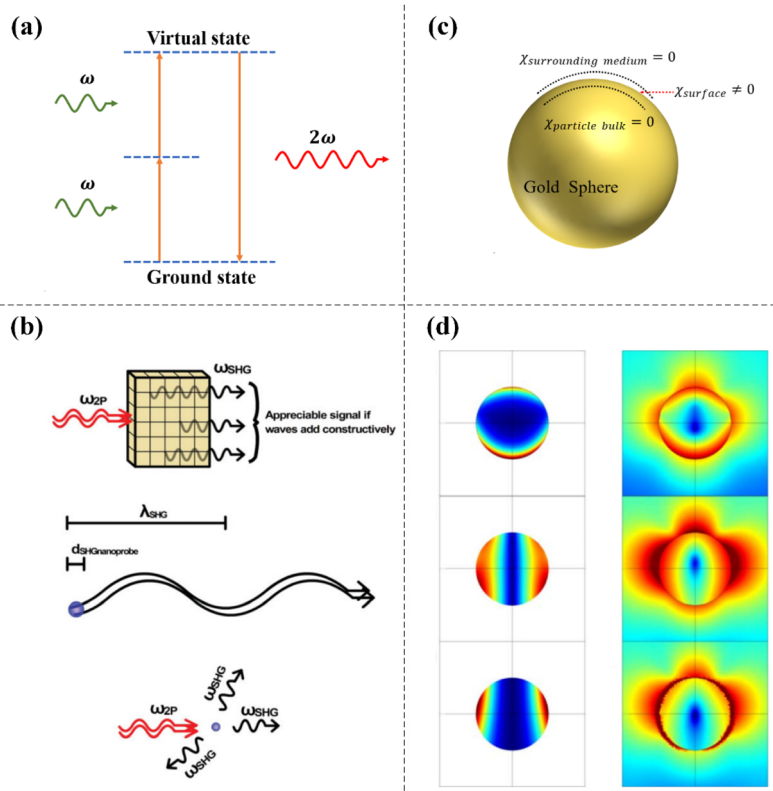 (a)
Virtual state
ω
2ω
ω
Ground state
(c)
χsurrounding medium = 0
χsurface ≠ 0
χparticle bulk = 0
Gold Sphere
(b)
ωSHG
ω2P
Appreciable signal if
waves add constructively
λSHG
dSHGnanoprobe
ωSHG
ω2P
ωSHG
ωSHG
(d)